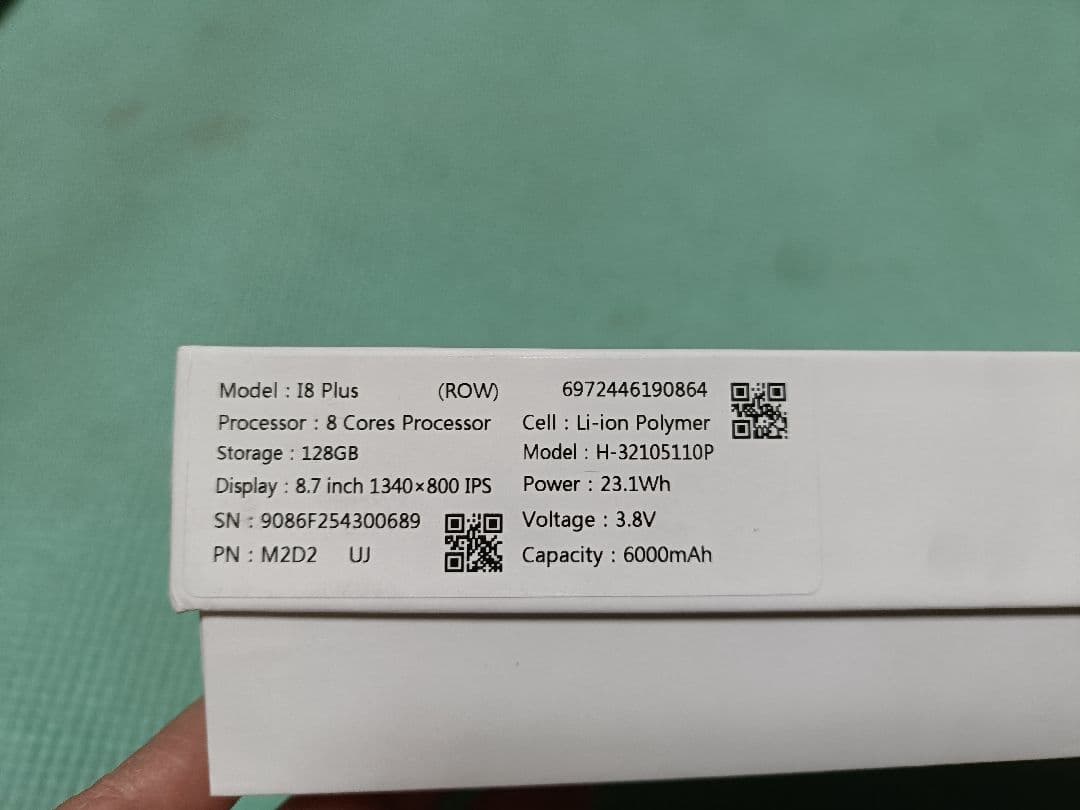 Model : I8 Plus (ROW)
Processor : 8 Cores Processor
Storage : 128GB
Display : 8.7 inch 1340×800 IPS
SN : 9086F254300689
PN : M2D2 UJ
6972446190864
Cell : Li-ion Polymer
Model : H-32105110P
Power : 23.1Wh
Voltage : 3.8V
Capacity : 6000mAh